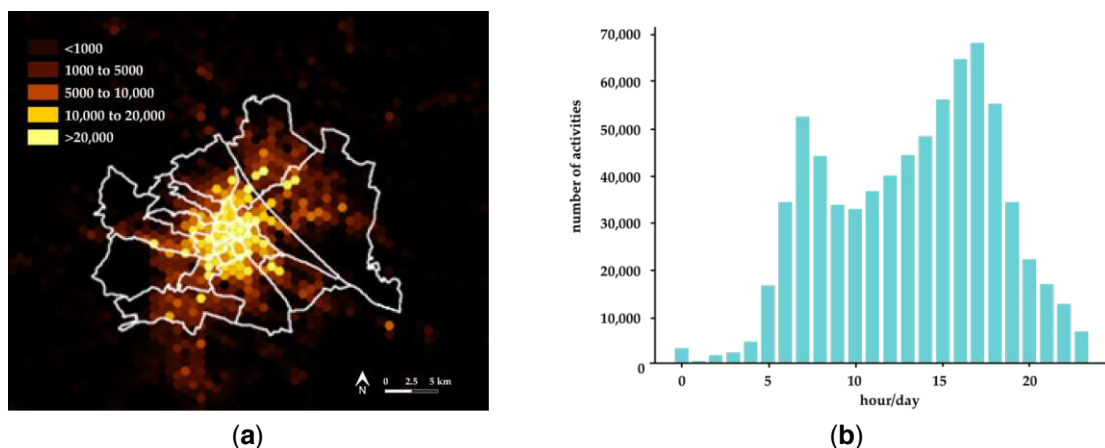 <1000
1000 to 5000
5000 to 10,000
10,000 to 20,000
>20,000
N
0 2.5 5 km
(a)
number of activities
70,000
60,000
50,000
40,000
30,000
20,000
10,000
0
0 5 10 15 20
hour/day
(b)